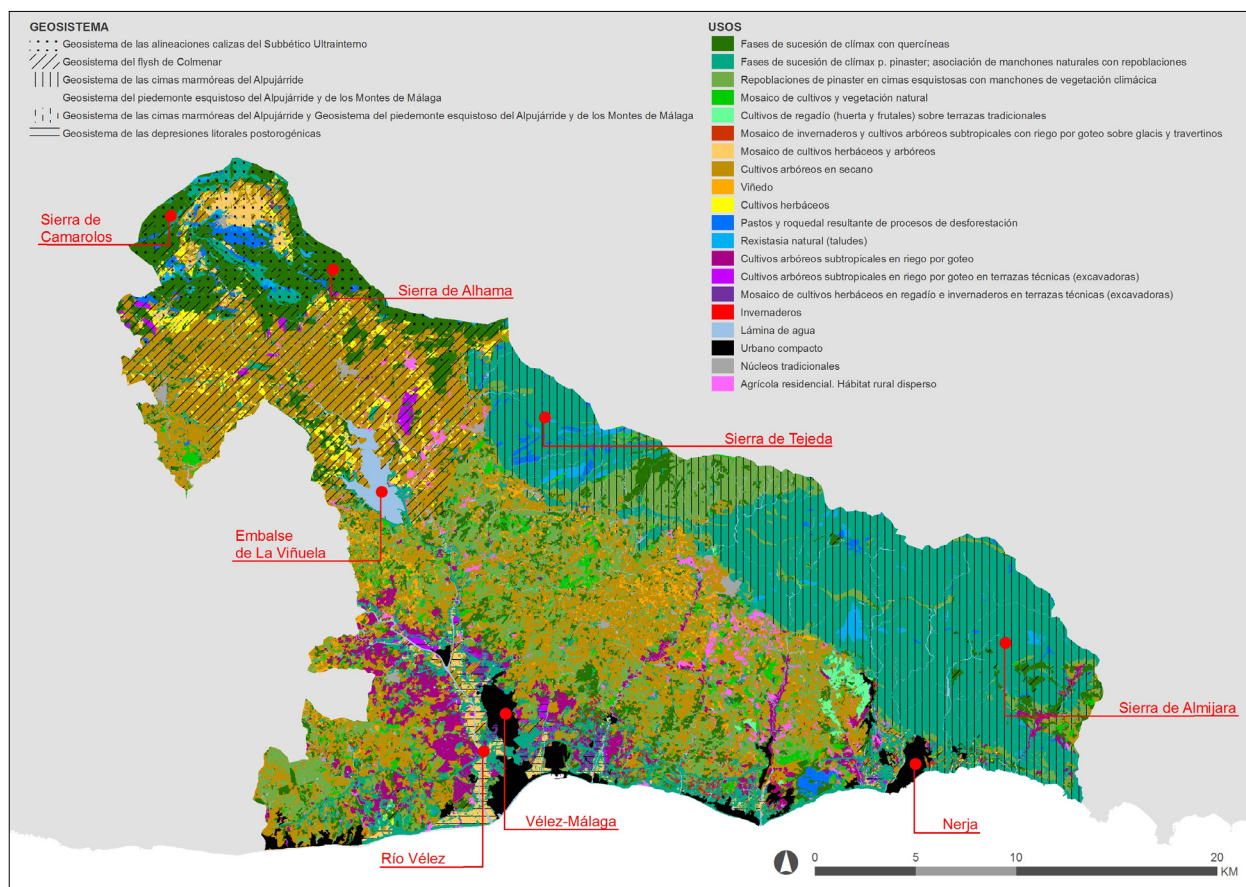 GEOSISTEMA
Geosistema de las alineaciones calizas del Subbético Ultrainterno
Geosistema del flysh de Colmenar
Geosistema de las cimas marmóreas del Alpujárride
Geosistema del piedemonte esquistoso del Alpujárride y de los Montes de Málaga
Geosistema de las cimas marmóreas del Alpujárride y Geosistema del piedemonte esquistoso del Alpujárride y de los Montes de Málaga
Geosistema de las depresiones litorales postorogénicas
USOS
Fases de sucesión de clímax con quercíneas
Fases de sucesión de clímax p. pinaster; asociación de manchones naturales con repoblaciones
Repoblaciones de pinaster en cimas esquistosas con manchones de vegetación climácica
Mosaico de cultivos y vegetación natural
Cultivos de regadío (huerta y frutales) sobre terrazas tradicionales
Mosaico de invernaderos y cultivos arbóreos subtropicales con riego por goteo sobre glacis y travertinos
Mosaico de cultivos herbáceos y arbóreos
Cultivos arbóreos en secano
Viñedo
Cultivos herbáceos
Pastos y roquedal resultante de procesos de desforestación
Rexistasia natural (taludes)
Cultivos arbóreos subtropicales en riego por goteo
Cultivos arbóreos subtropicales en riego por goteo en terrazas técnicas (excavadoras)
Mosaico de cultivos herbáceos en regadío e invernaderos en terrazas técnicas (excavadoras)
Invernaderos
Lámina de agua
Urbano compacto
Núcleos tradicionales
Agrícola residencial. Hábitat rural disperso
Sierra de
Camarolos
Sierra de Alhama
Sierra de Tejeda
Embalse
de La Viñuela
Sierra de Almijara
Vélez-Málaga
Nerja
Río Vélez
0 5 10 20
KM